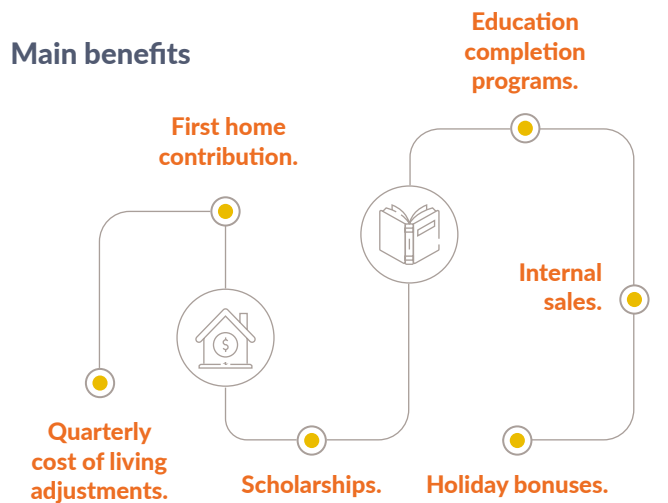 Main benefits
Quarterly
cost of living
adjustments.
First home
contribution.
$
Scholarships.
Education
completion
programs.
Internal
sales.
Holiday bonuses.